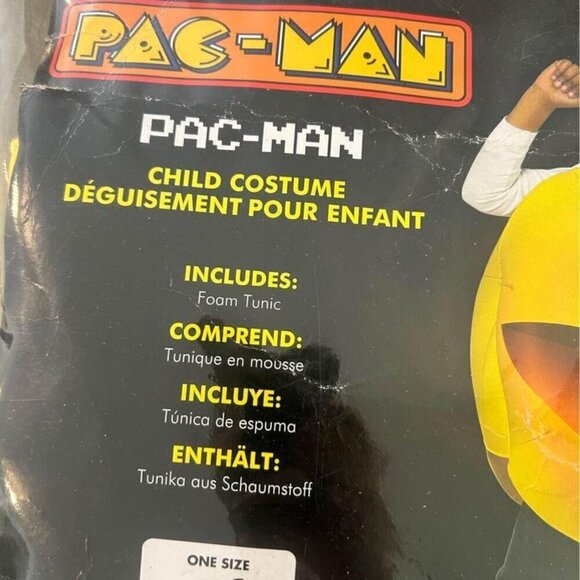 PAC-MAN
PAC-MAN
CHILD COSTUME
DÉGUISEMENT POUR ENFANT
INCLUDES:
Foam Tunic
COMPREND:
Tunique en mousse
INCLUYE:
Túnica de espuma
ENTHÄLT:
Tunika aus Schaumstoff
ONE SIZE